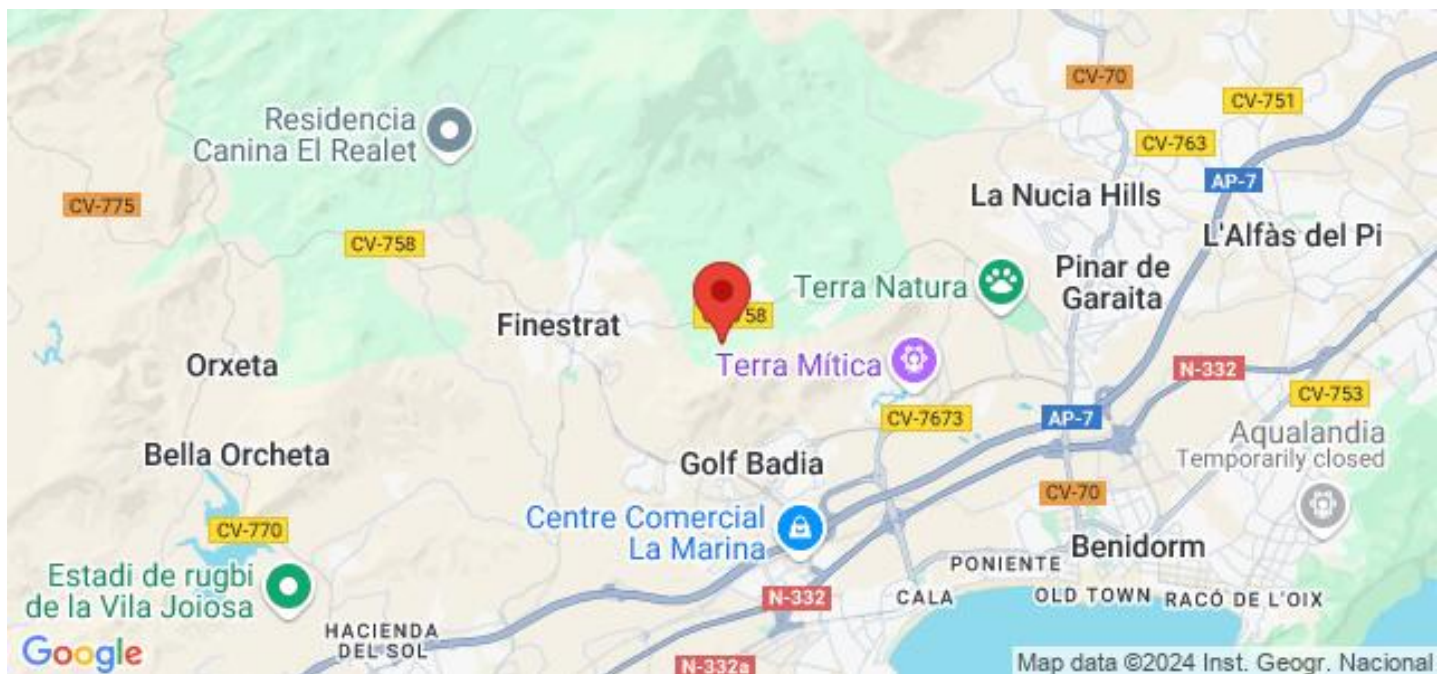 CV-70
CV-751
Residencia
Canina El Realet
CV-763
AP-7
La Nucia Hills
CV-775
CV-758
L'Alfàs del Pi
Terra Natura
Pinar de
Garaita
Finestrat
58
Orxeta
Terra Mítica
N-332
CV-753
CV-7673
AP-7
Aqualandia
Temporarily closed
Bella Orcheta
Golf Badia
CV-70
Centre Comercial
La Marina
CV-770
Benidorm
PONIENTE
Estadi de rugbi
de la Vila Joiosa
N-332
CALA
OLD TOWN
RACÓ DE L'OIX
HACIENDA
DEL SOL
Google
N-332a
Map data ©2024 Inst. Geogr. Nacional